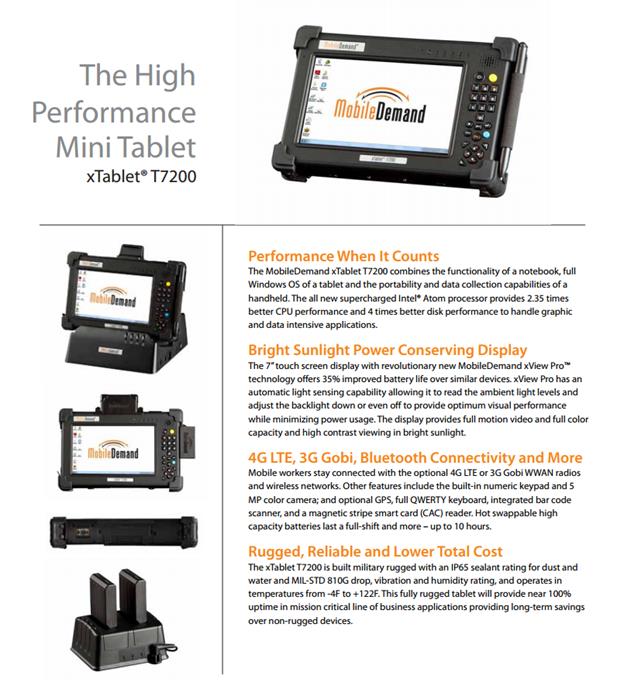 The High
Performance
Mini Tablet
xTablet® T7200
MobileDemand
MobileDemand
xTablet T7200
MobileDemand
MobileDemand
Performance When It Counts
The MobileDemand xTablet T7200 combines the functionality of a notebook, full
Windows OS of a tablet and the portability and data collection capabilities of a
handheld. The all new supercharged Intel® Atom processor provides 2.35 times
better CPU performance and 4 times better disk performance to handle graphic
and data intensive applications.
Bright Sunlight Power Conserving Display
The 7” touch screen display with revolutionary new MobileDemand xView Pro™
technology offers 35% improved battery life over similar devices. xView Pro has an
automatic light sensing capability allowing it to read the ambient light levels and
adjust the backlight down or even off to provide optimum visual performance
while minimizing power usage. The display provides full motion video and full color
capacity and high contrast viewing in bright sunlight.
4G LTE, 3G Gobi, Bluetooth Connectivity and More
Mobile workers stay connected with the optional 4G LTE or 3G Gobi WWAN radios
and wireless networks. Other features include the built-in numeric keypad and 5
MP color camera; and optional GPS, full QWERTY keyboard, integrated bar code
scanner, and a magnetic stripe smart card (CAC) reader. Hot swappable high
capacity batteries last a full-shift and more – up to 10 hours.
Rugged, Reliable and Lower Total Cost
The xTablet T7200 is built military rugged with an IP65 sealant rating for dust and
water and MIL-STD 810G drop, vibration and humidity rating, and operates in
temperatures from -4F to +122F. This fully rugged tablet will provide near 100%
uptime in mission critical line of business applications providing long-term savings
over non-rugged devices.